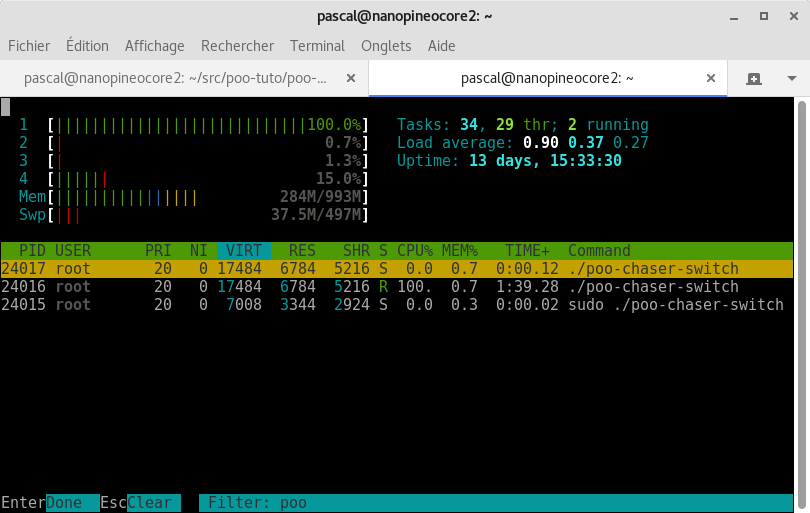 pascal@nanopineocore2: ~
Fichier Édition Affichage Rechercher Terminal Onglets Aide
pascal@nanopineocore2: ~/src/poo-tuto/poo-... × pascal@nanopineocore2: ~ ×
1 [||||||||||||||||||||||||||||100.0%] Tasks: 34, 29 thr; 2 running
2 [| 0.7%] Load average: 0.90 0.37 0.27
3 [| 1.3%] Uptime: 13 days, 15:33:30
4 [|||||| 15.0%]
Mem[|||||||||||||||| 284M/993M]
Swp[||| 37.5M/497M]
PID USER PRI NI VIRT RES SHR S CPU% MEM% TIME+ Command
24017 root 20 0 17484 6784 5216 S 0.0 0.7 0:00.12 ./poo-chaser-switch
24016 root 20 0 17484 6784 5216 R 100. 0.7 1:39.28 ./poo-chaser-switch
24015 root 20 0 7008 3344 2924 S 0.0 0.3 0:00.02 sudo ./poo-chaser-switch
EnterDone EscClear Filter: poo